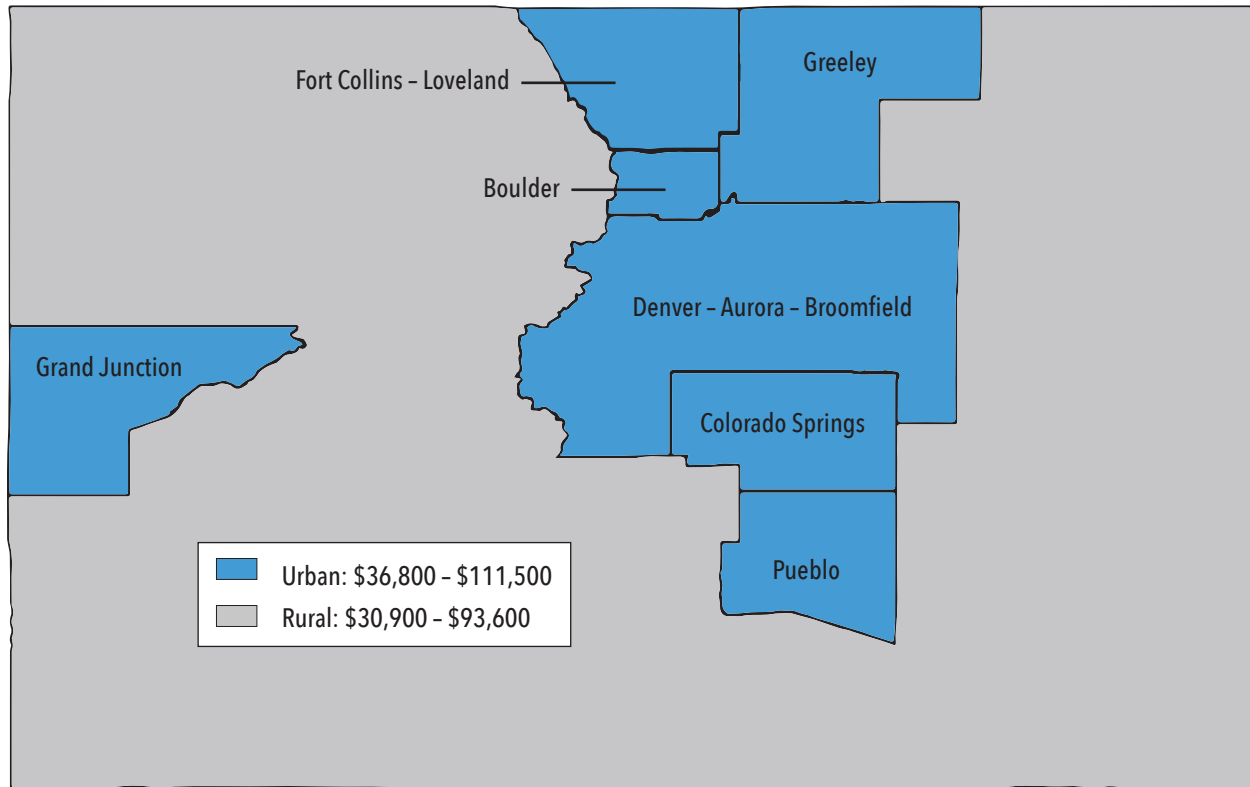 Greeley
Fort Collins – Loveland
Boulder
Denver – Aurora – Broomfield
Grand Junction
Colorado Springs
Pueblo
Urban: $36,800 – $111,500
Rural: $30,900 – $93,600